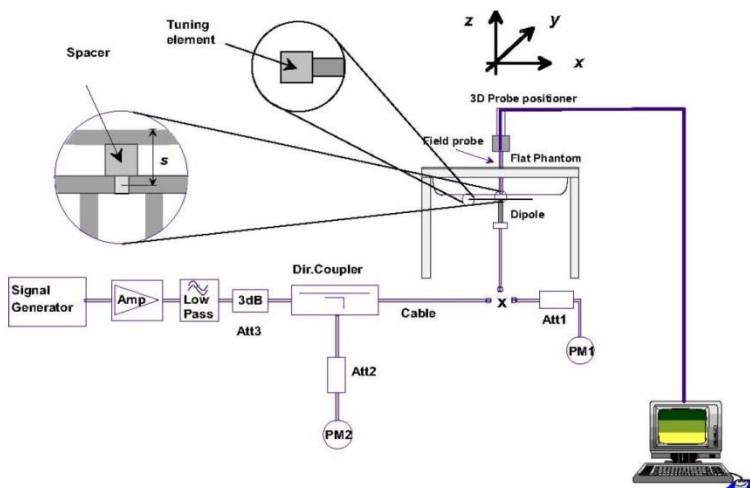 Tuning
element
Spacer
s
z
y
x
3D Probe positioner
Field probe
Flat Phantom
Dipole
Signal
Generator
Amp
Low
Pass
3dB
Att3
Dir.Coupler
Cable
x
Att1
PM1
Att2
PM2